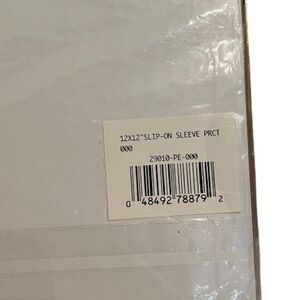 12X12"SLIP-ON SLEEVE PRCT
000
29010-PE-000
0 48492 78879 2